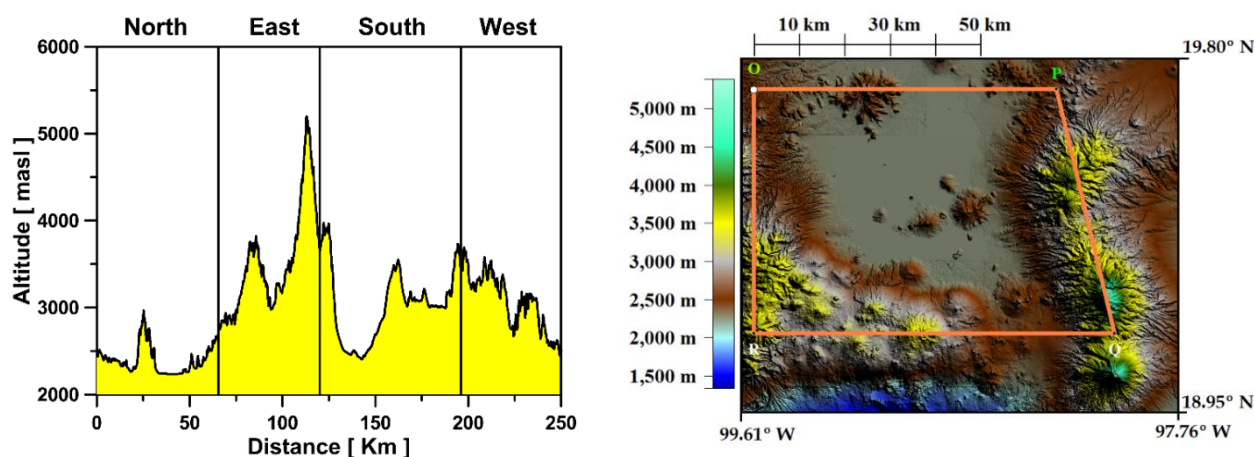 North East South West
6000
5000
4000
3000
2000
Altitude [ masl ]
0 50 100 150 200 250
Distance [ Km ]
10 km 30 km 50 km
19.80° N
5,000 m
4,500 m
4,000 m
3,500 m
3,000 m
2,500 m
2,000 m
1,500 m
O P
R Q
18.95° N
99.61° W 97.76° W